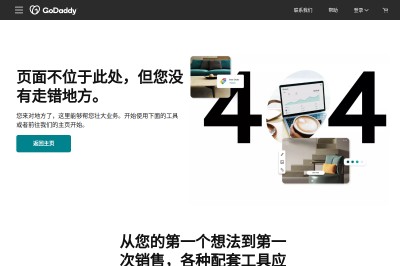 GoDaddy
联系我们
帮助
登录
页面不位于此处，但您没
有走错地方。
您来对地方了，这里能够帮您壮大业务。开始使用下面的工具
或者前往我们的主页开始。
返回主页
4 4
从您的第一个想法到第一
次销售，各种配套工具应